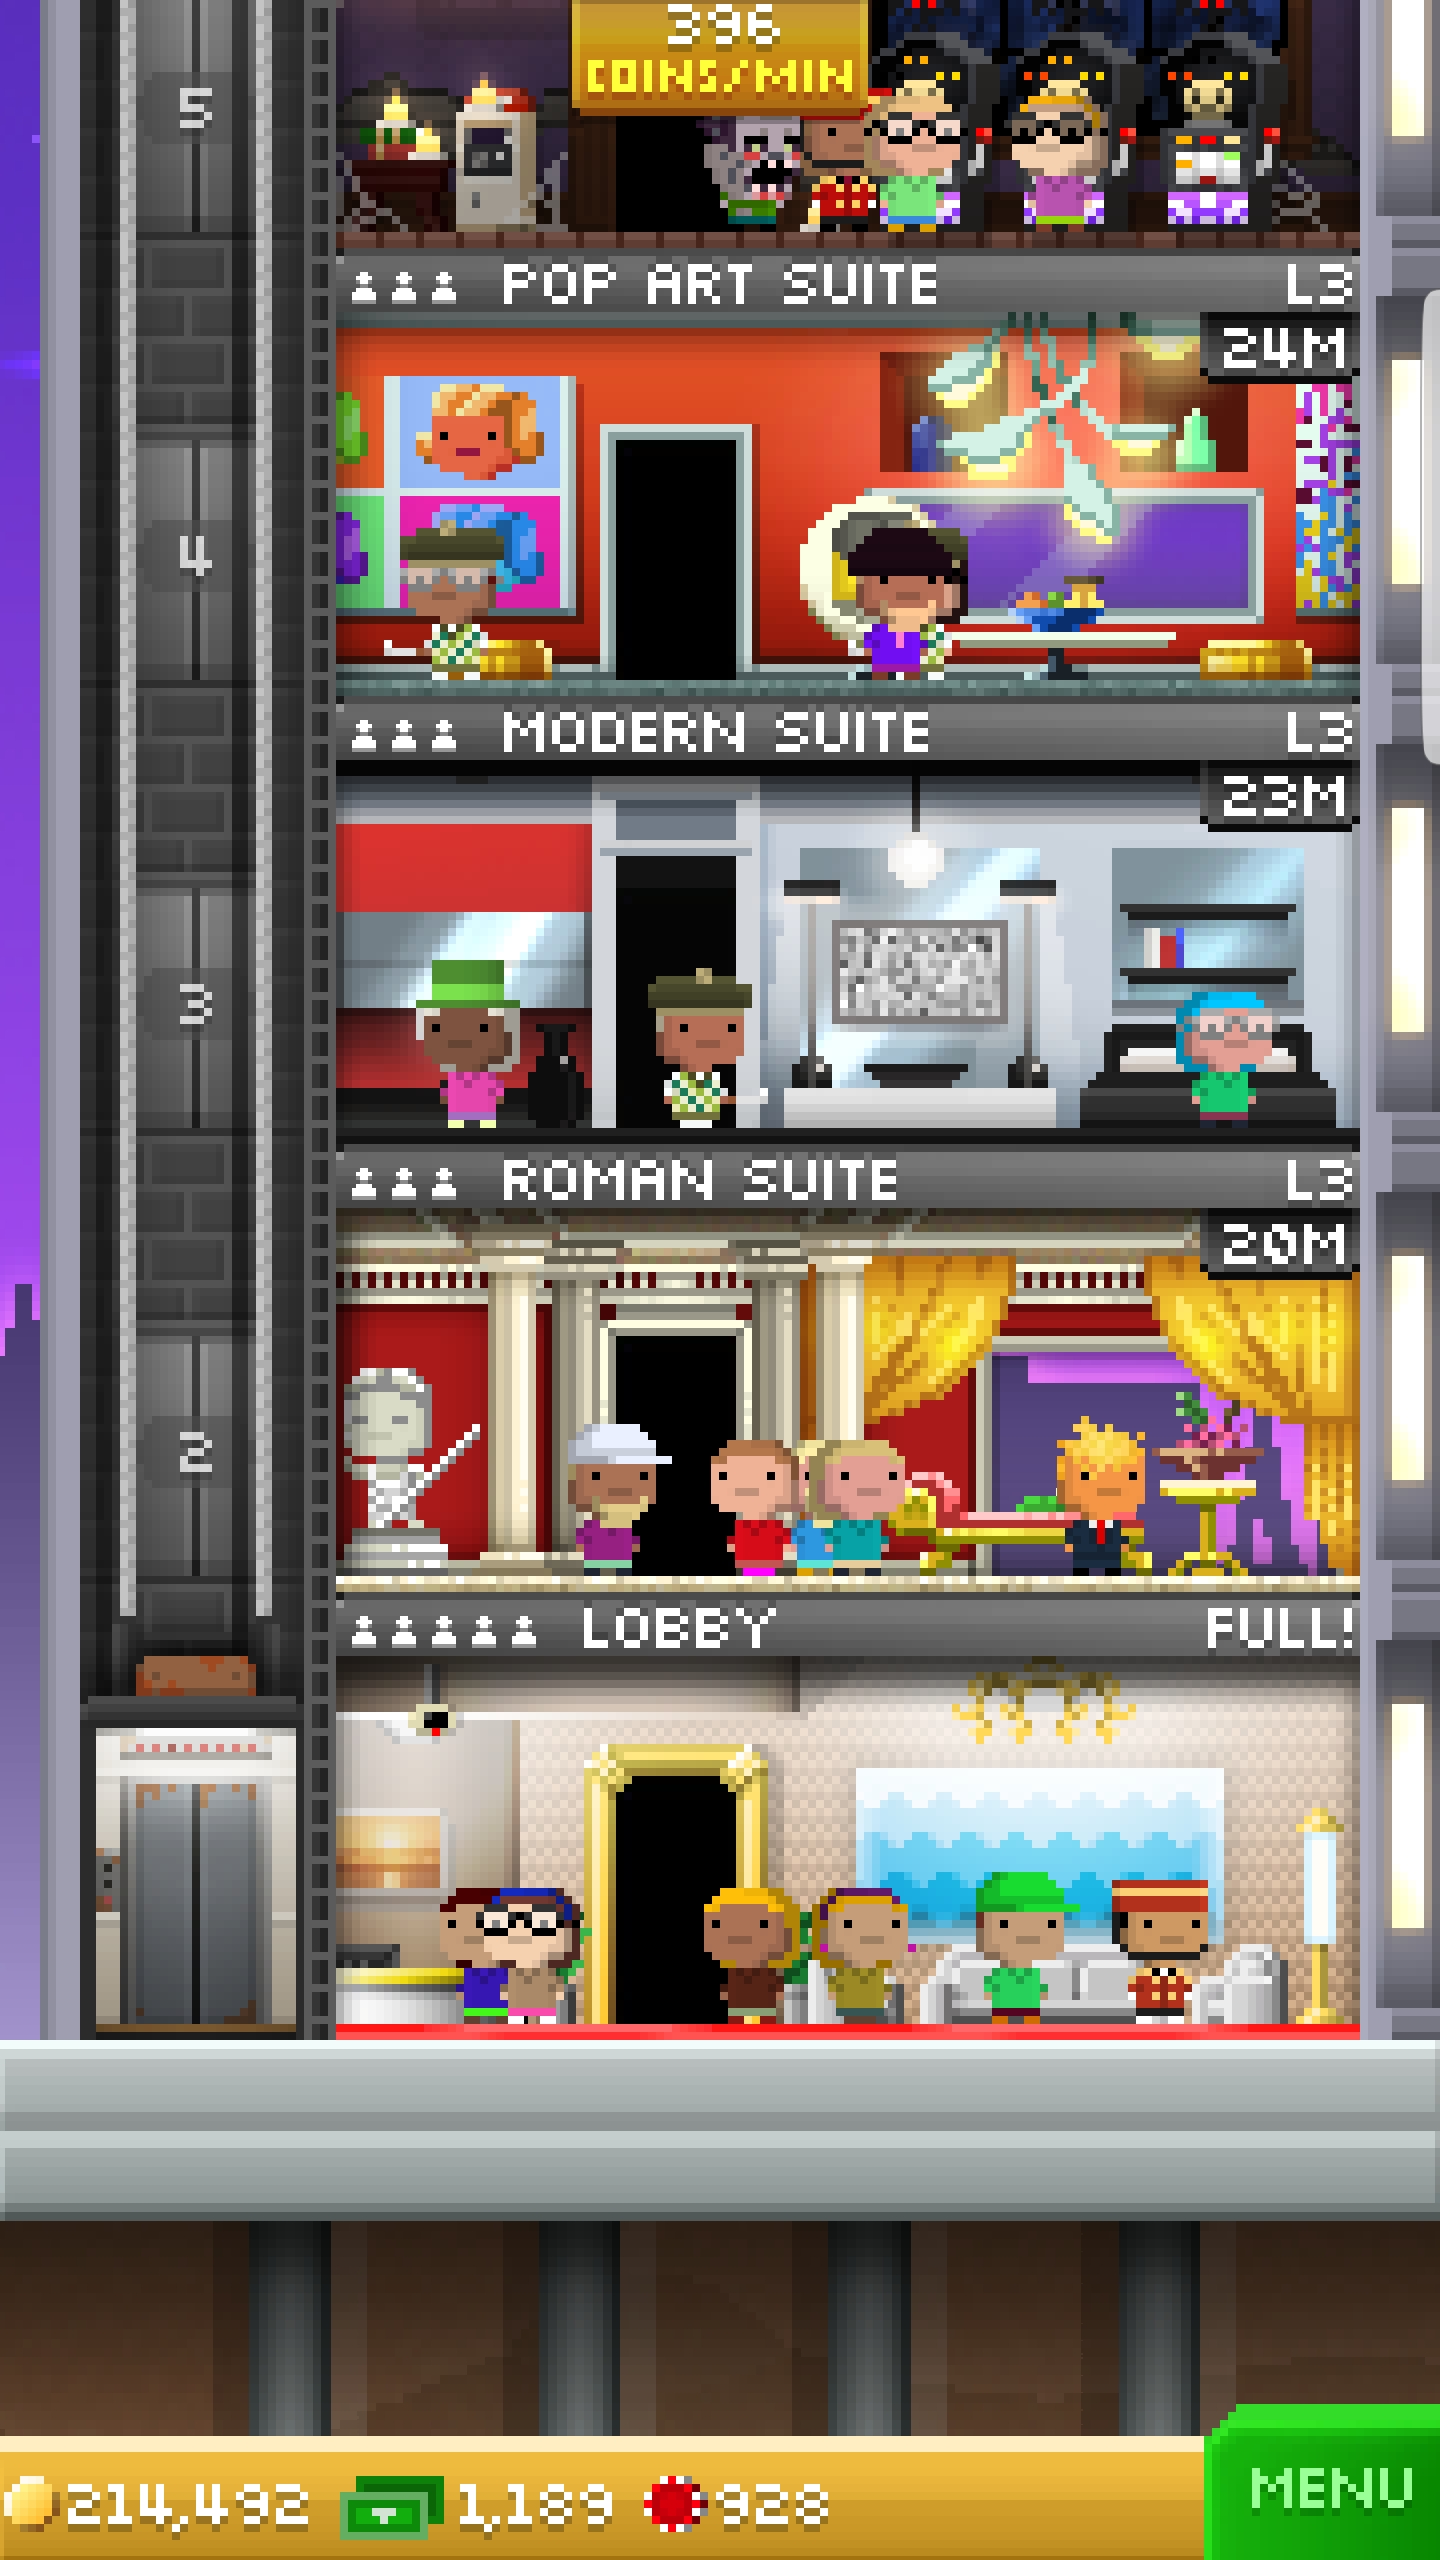 396
COINS/MIN
5
POP ART SUITE L3
24M
4
MODERN SUITE L3
23M
3
ROMAN SUITE L3
20M
2
LOBBY FULL!
214,492 1,189 928
MENU